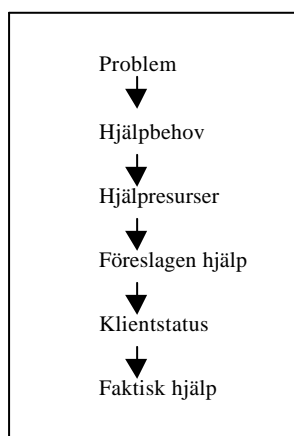 Problem
Hjälpbehov
Hjälpresurser
Föreslagen hjälp
Klientstatus
Faktisk hjälp